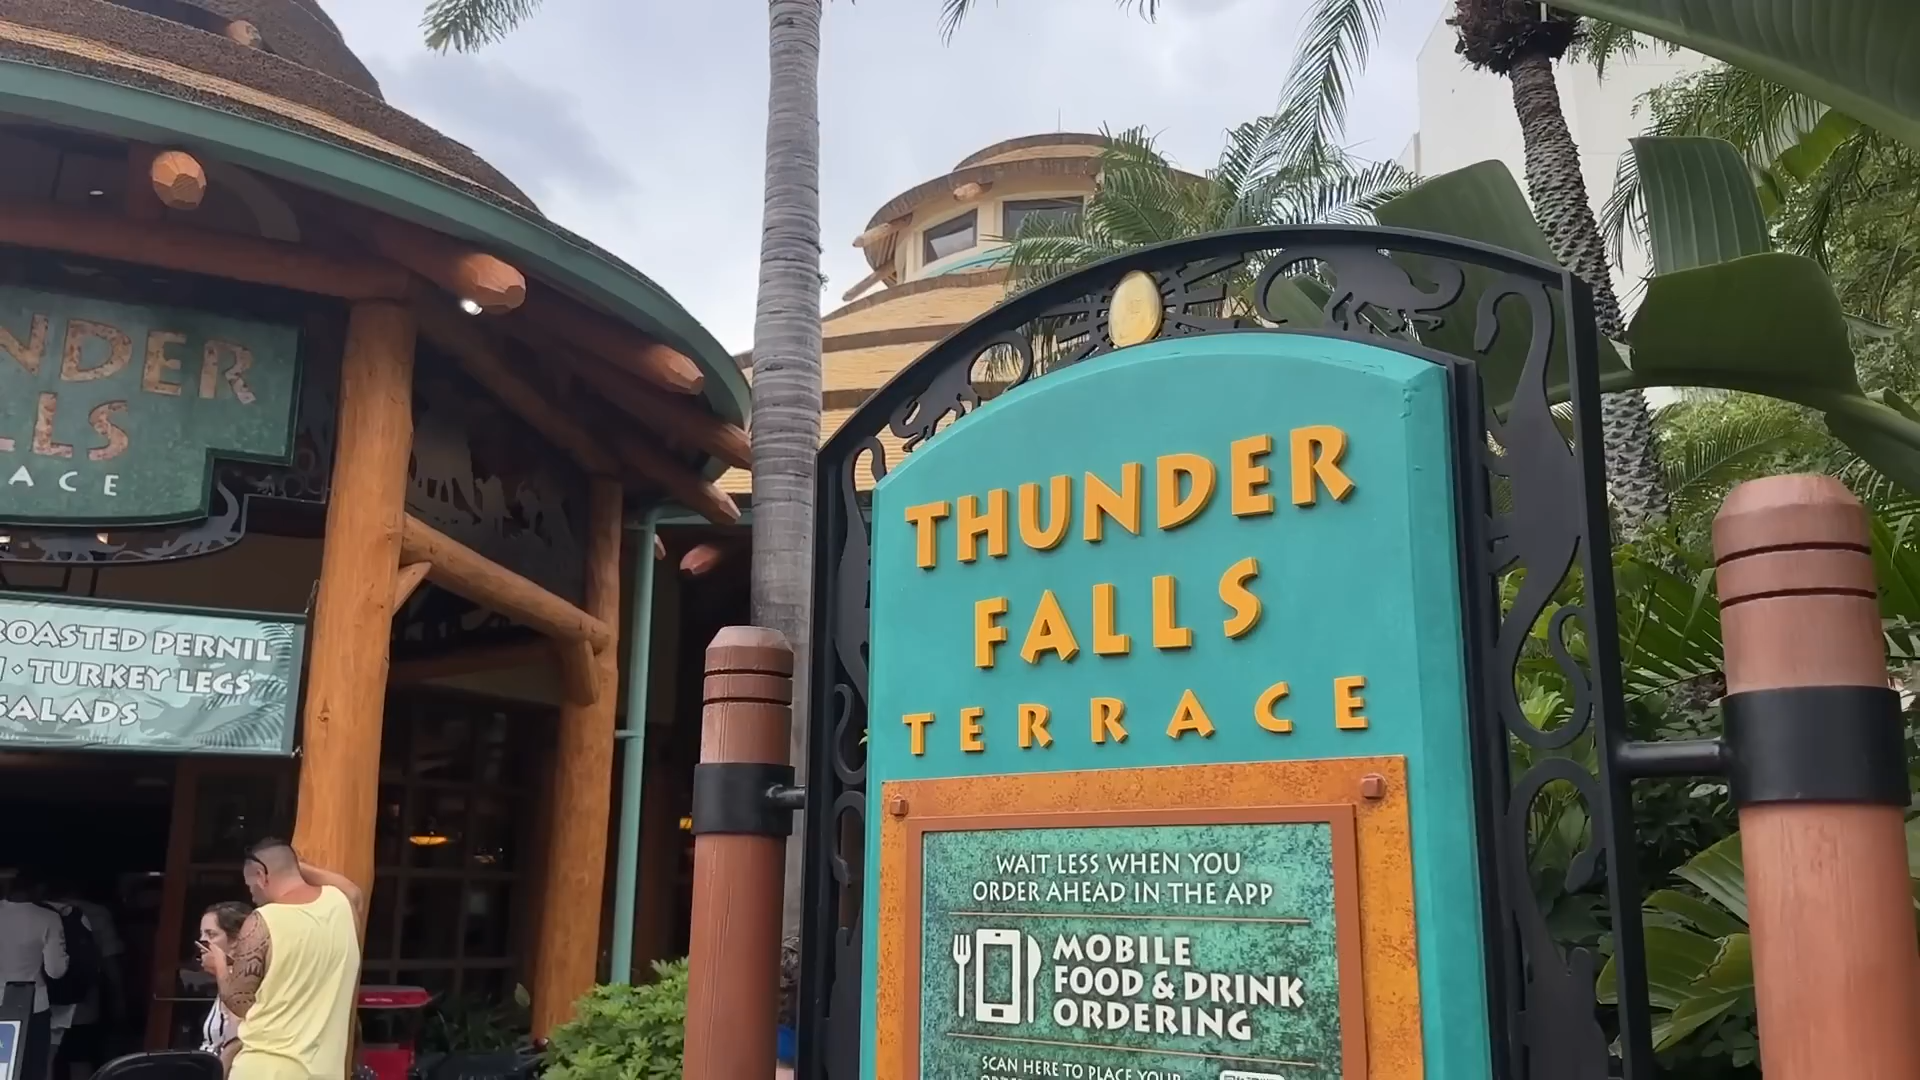 NDER
LLS
ACE
ROASTED PERNIL
• TURKEY LEGS
SALADS
THUNDER
FALLS
TERRACE
WAIT LESS WHEN YOU
ORDER AHEAD IN THE APP
MOBILE
FOOD & DRINK
ORDERING
SCAN HERE TO PLACE YOUR